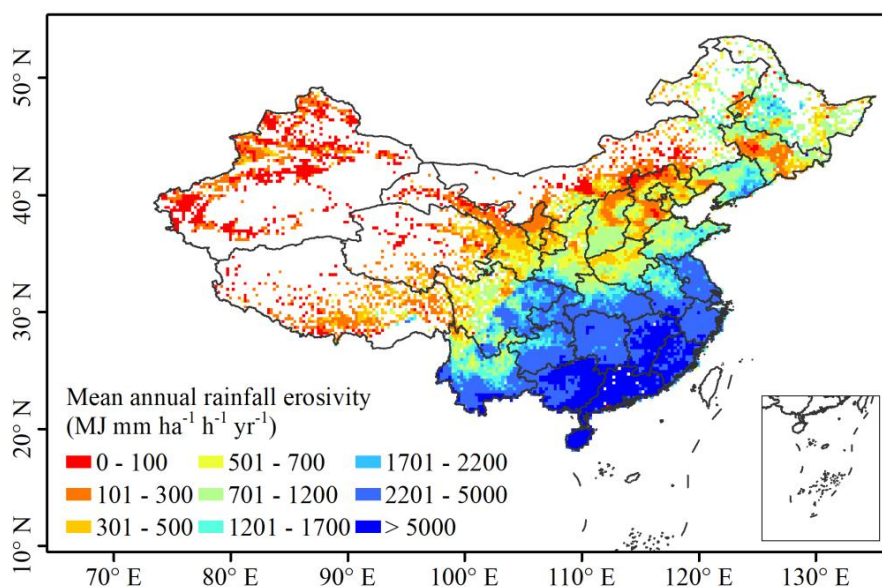 50° N
40° N
30° N
20° N
10° N
Mean annual rainfall erosivity
(MJ mm ha⁻¹ h⁻¹ yr⁻¹)
0 - 100 501 - 700 1701 - 2200
101 - 300 701 - 1200 2201 - 5000
301 - 500 1201 - 1700 > 5000
70° E 80° E 90° E 100° E 110° E 120° E 130° E